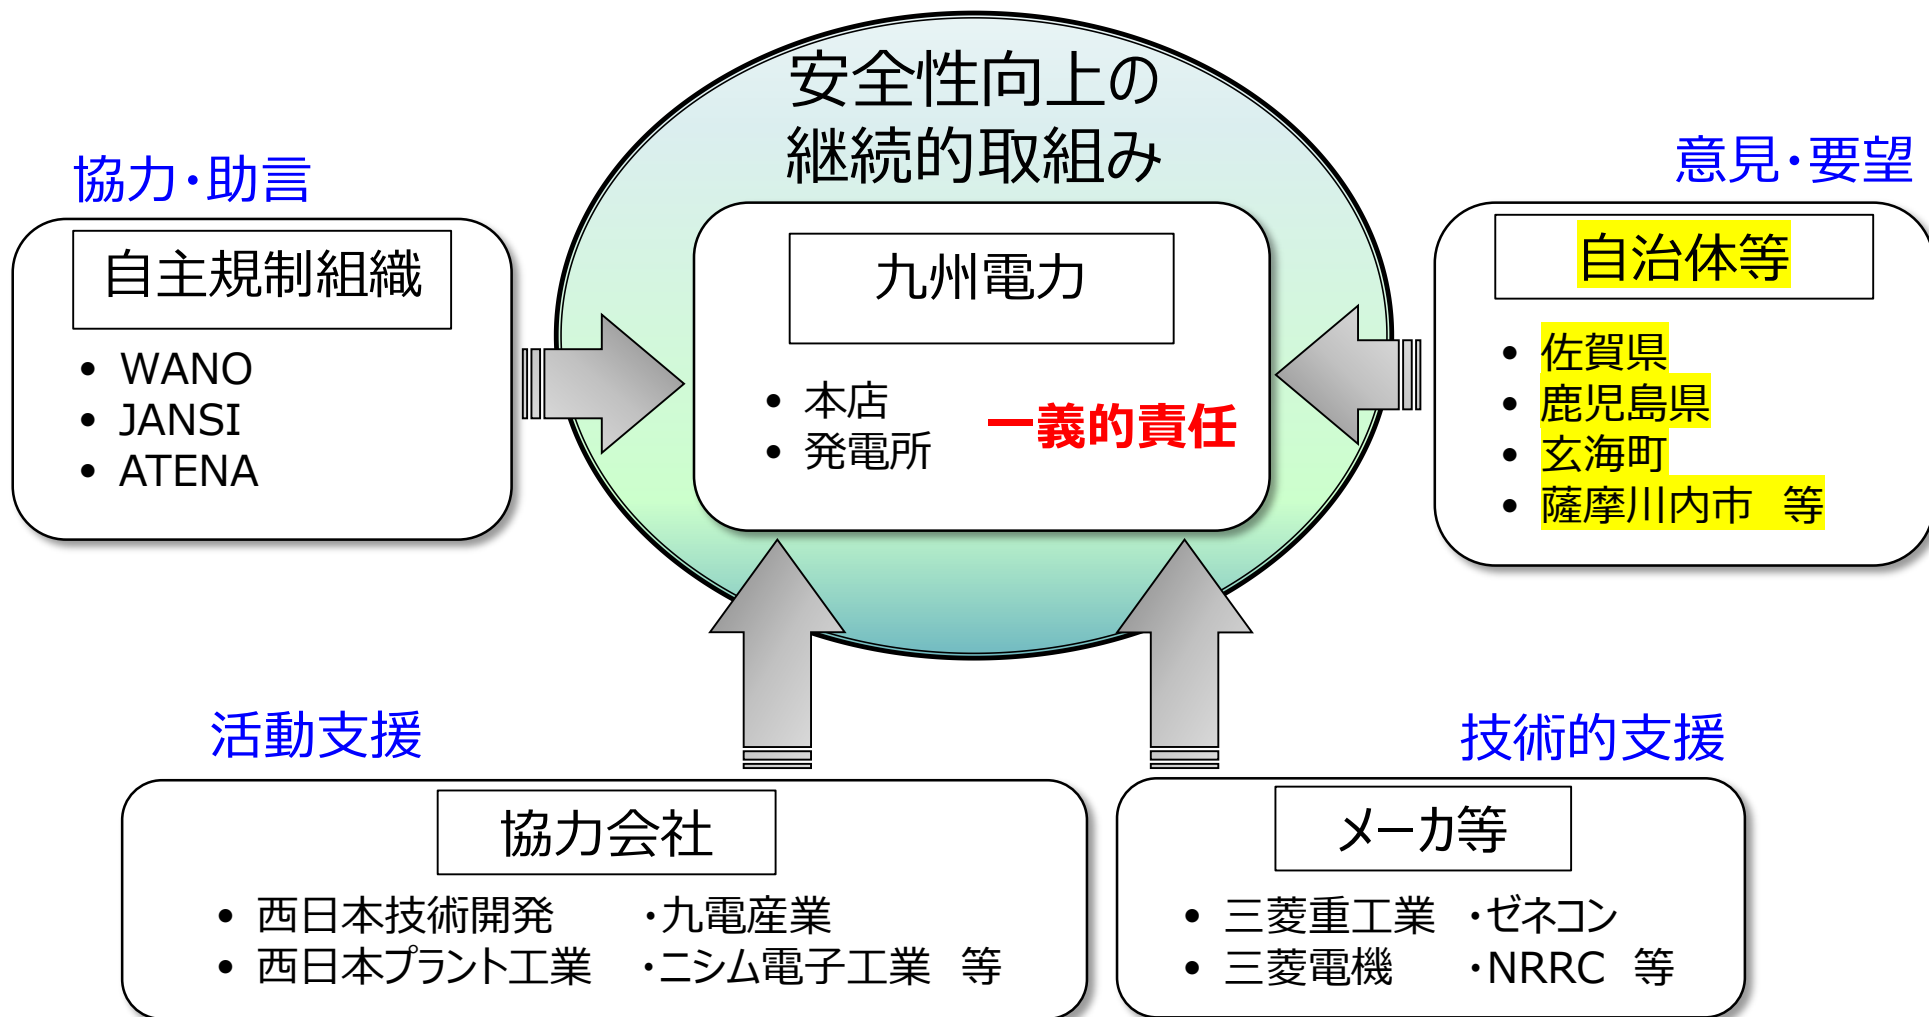 安全性向上の
継続的取組み
協力・助言
自主規制組織
• WANO
• JANSI
• ATENA
九州電力
• 本店
• 発電所
一義的責任
意見・要望
自治体等
• 佐賀県
• 鹿児島県
• 玄海町
• 薩摩川内市　等
活動支援
協力会社
• 西日本技術開発　・九電産業
• 西日本プラント工業　・ニシム電子工業　等
技術的支援
メーカ等
• 三菱重工業　・ゼネコン
• 三菱電機　・NRRC　等